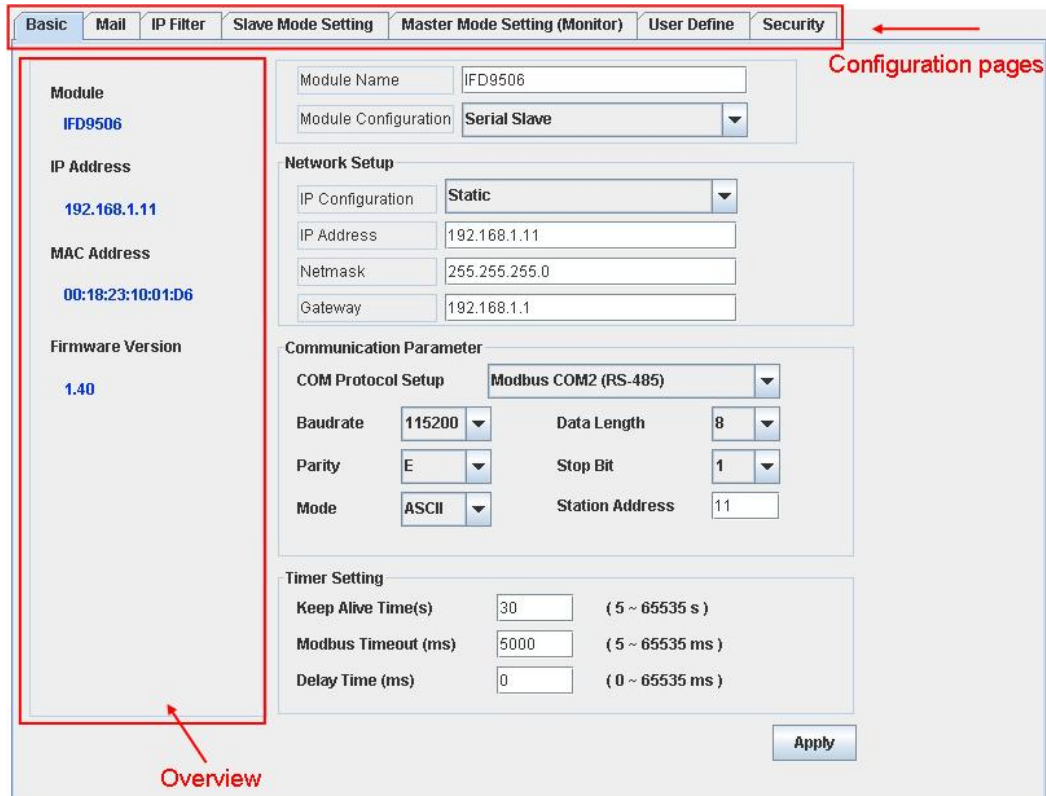 Basic Mail IP Filter Slave Mode Setting Master Mode Setting (Monitor) User Define Security
Configuration pages
Module
IFD9506
IP Address
192.168.1.11
MAC Address
00:18:23:10:01:D6
Firmware Version
1.40
Overview
Module Name IFD9506
Module Configuration Serial Slave
Network Setup
IP Configuration Static
IP Address 192.168.1.11
Netmask 255.255.255.0
Gateway 192.168.1.1
Communication Parameter
COM Protocol Setup Modbus COM2 (RS-485)
Baudrate 115200 Data Length 8
Parity E Stop Bit 1
Mode ASCII Station Address 11
Timer Setting
Keep Alive Time(s) 30 ( 5 ~ 65535 s )
Modbus Timeout (ms) 5000 ( 5 ~ 65535 ms )
Delay Time (ms) 0 ( 0 ~ 65535 ms )
Apply